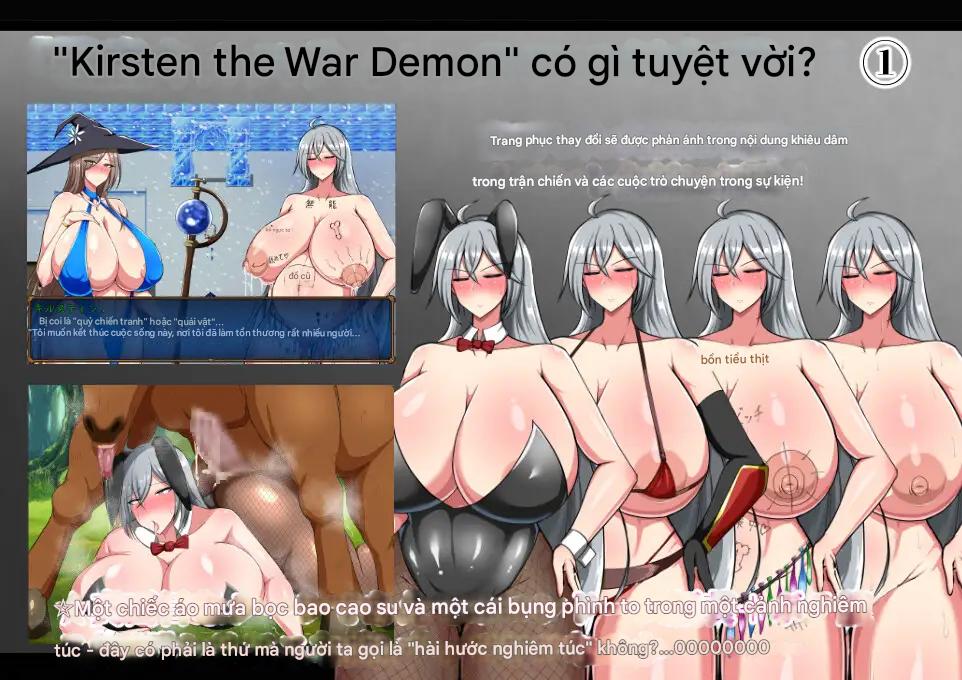 "Kirsten the War Demon" có gì tuyệt vời?
①
Trang phục thay đổi sẽ được phản ánh trong nội dung khiêu dâm
trong trận chiến và các cuộc trò chuyện trong sự kiện!
đồ cũ
Bị coi là "quỷ chiến tranh" hoặc "quái vật"...
"Tôi muốn kết thúc cuộc sống này, nơi tôi đã làm tổn thương rất nhiều người...
bồn tiểu thịt
☆Một chiếc áo mưa bọc bao cao su và một cái bụng phình to trong một cảnh nghiêm
túc - đây có phải là thứ mà người ta gọi là "hài hước nghiêm túc" không?...00000000